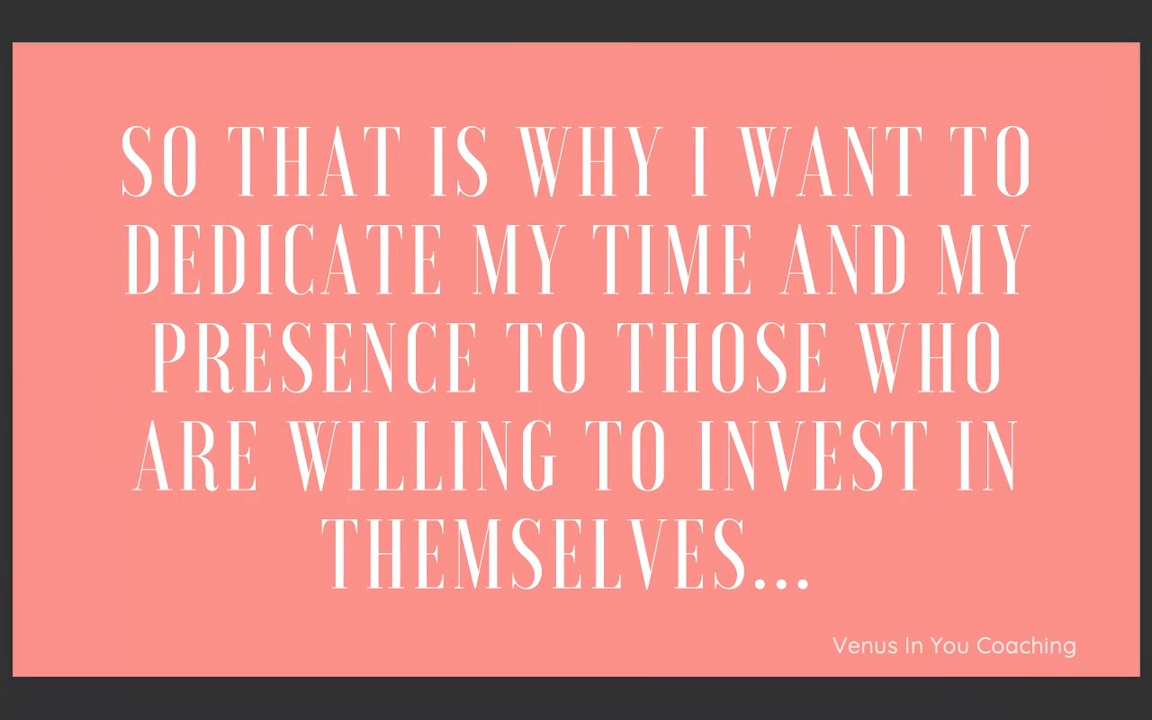 SO THAT IS WHY I WANT TO
DEDICATE MY TIME AND MY
PRESENCE TO THOSE WHO
ARE WILLING TO INVEST IN
THEMSELVES...
Venus In You Coaching